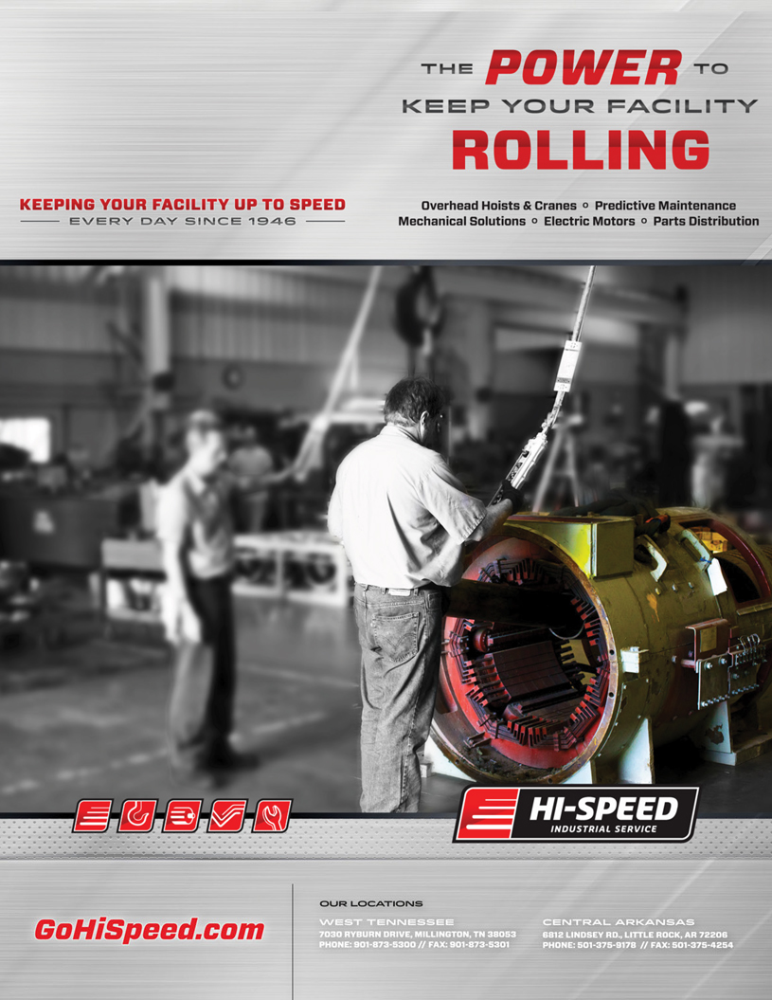 THE POWER TO
KEEP YOUR FACILITY
ROLLING
KEEPING YOUR FACILITY UP TO SPEED
EVERY DAY SINCE 1946
Overhead Hoists & Cranes o Predictive Maintenance
Mechanical Solutions o Electric Motors o Parts Distribution
HI-SPEED
INDUSTRIAL SERVICE
GoHiSpeed.com
OUR LOCATIONS
WEST TENNESSEE
7030 RYBURN DRIVE, MILLINGTON, TN 38053
PHONE: 901-873-5300 // FAX: 901-873-5301
CENTRAL ARKANSAS
6812 LINDSEY RD., LITTLE ROCK, AR 72206
PHONE: 501-375-9178 // FAX: 501-375-4254